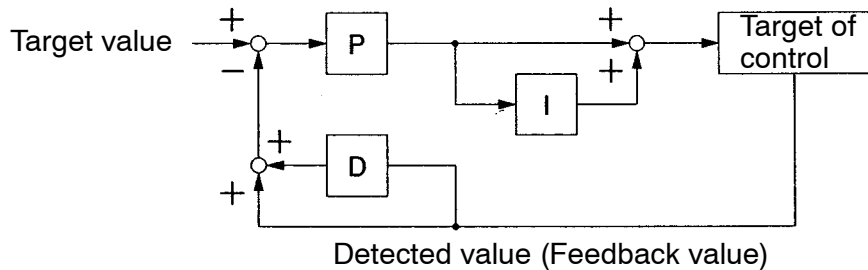 Target value
+
−
P
+
+
I
Target of
control
+
+
D
Detected value (Feedback value)